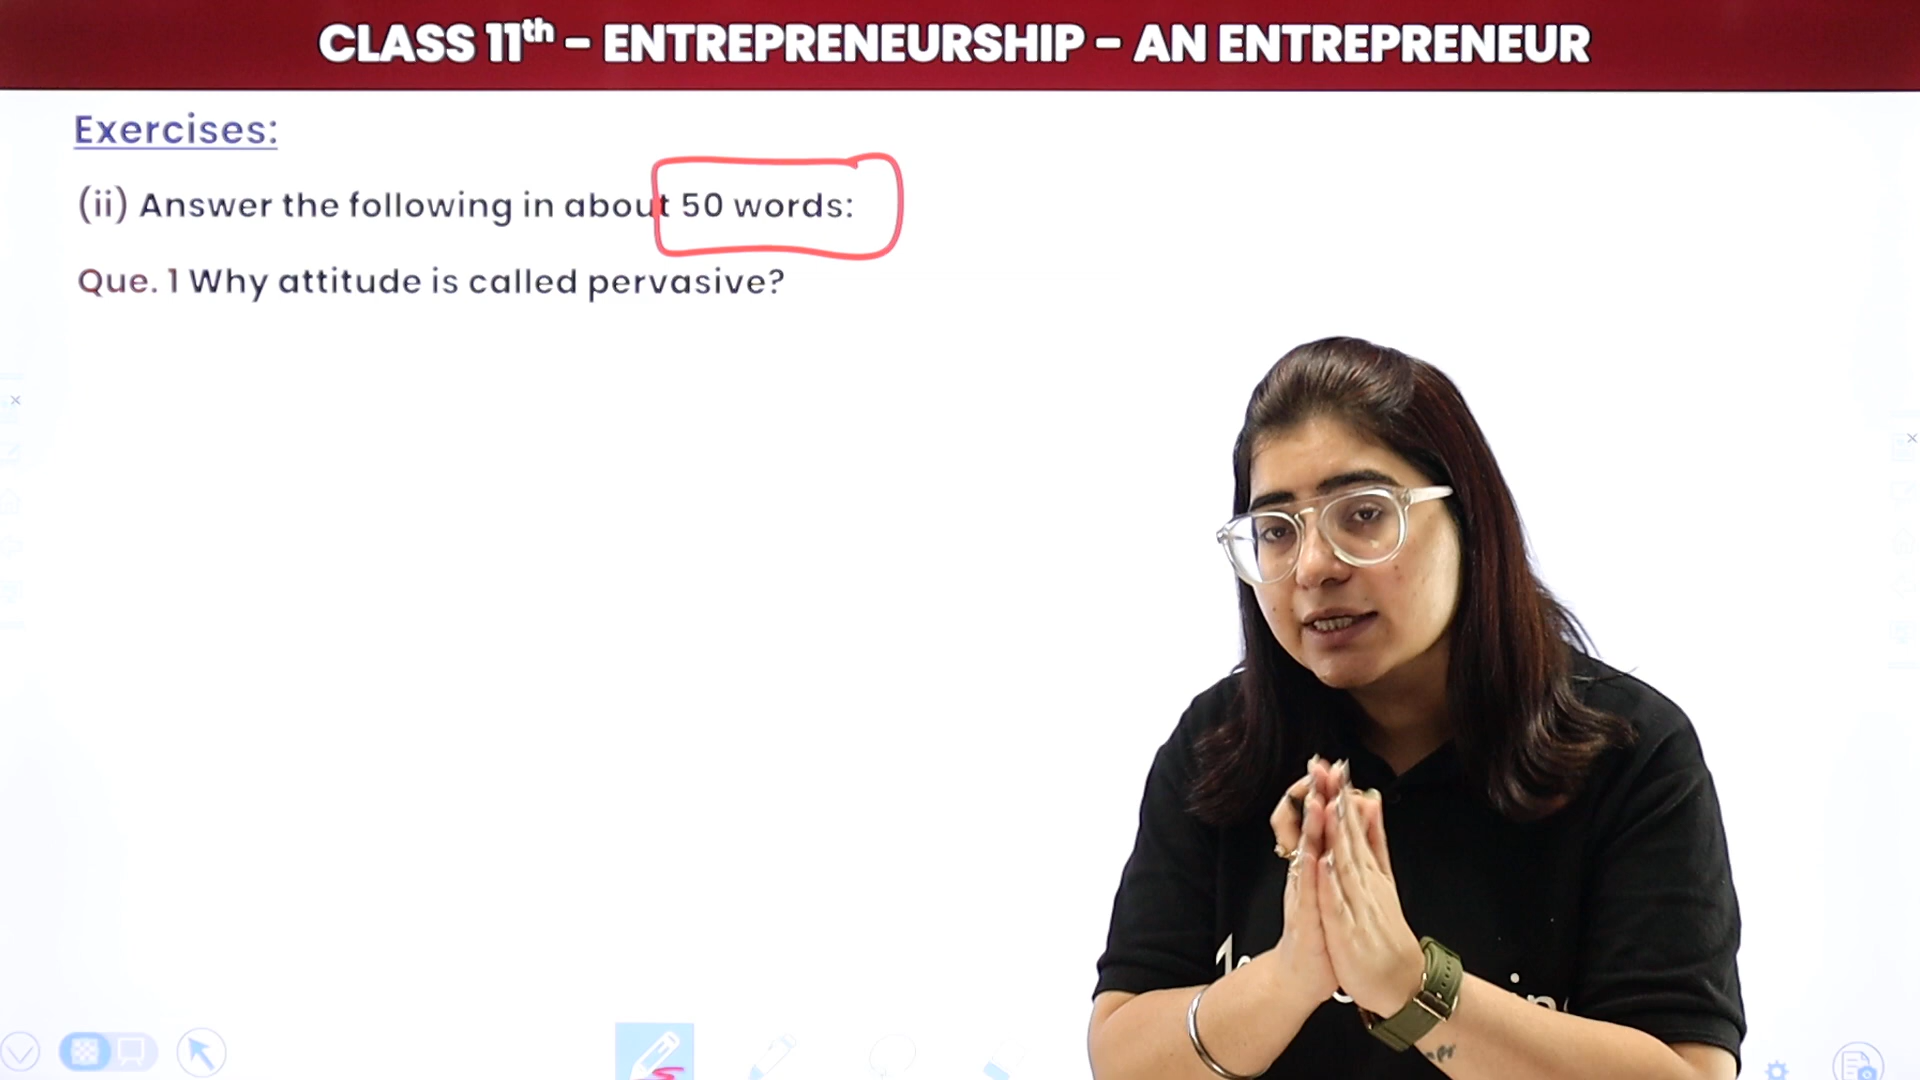 CLASS 11th - ENTREPRENEURSHIP - AN ENTREPRENEUR
Exercises:
(ii) Answer the following in about 50 words:
Que. 1 Why attitude is called pervasive?